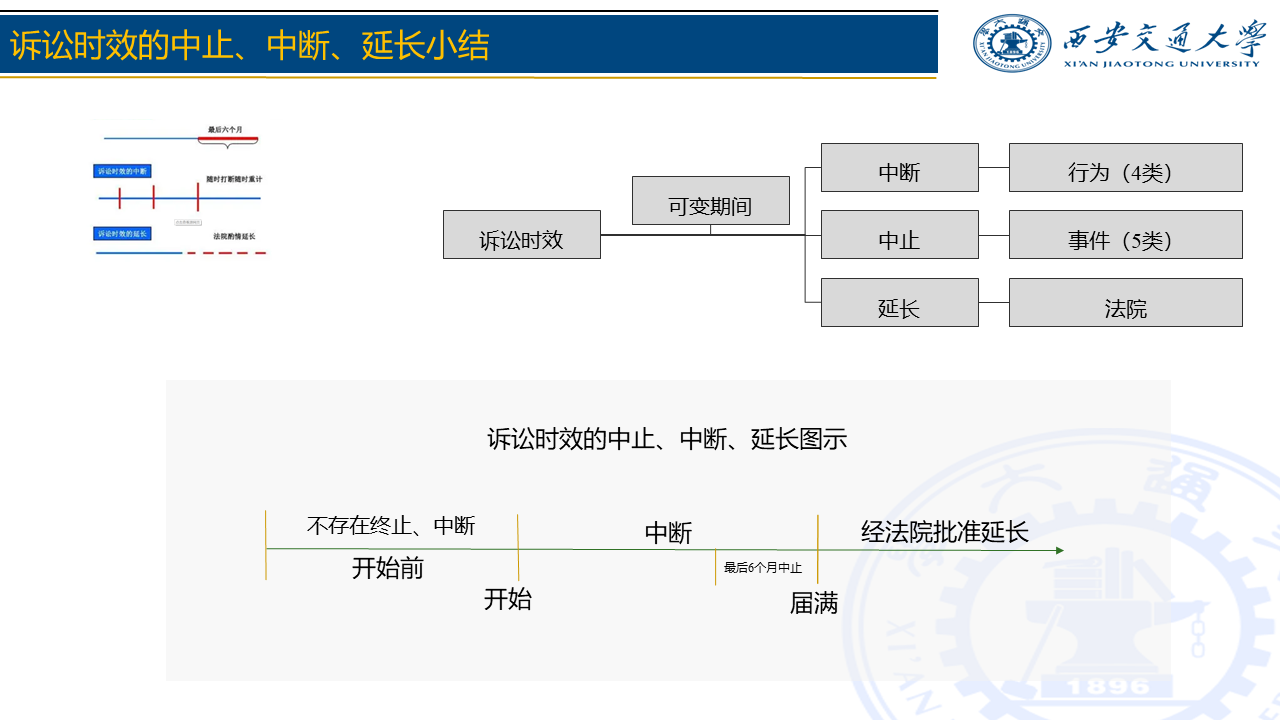 诉讼时效的中止、中断、延长小结
西安交通大学
XI'AN JIAOTONG UNIVERSITY
1896
最后六个月
诉讼时效的中断
随时打断随时重计
诉讼时效的延长
法院酌情延长
诉讼时效
可变期间
中断
行为（4类）
中止
事件（5类）
延长
法院
诉讼时效的中止、中断、延长图示
不存在终止、中断
中断
经法院批准延长
开始前
最后6个月中止
开始
届满
XI'AN
1896